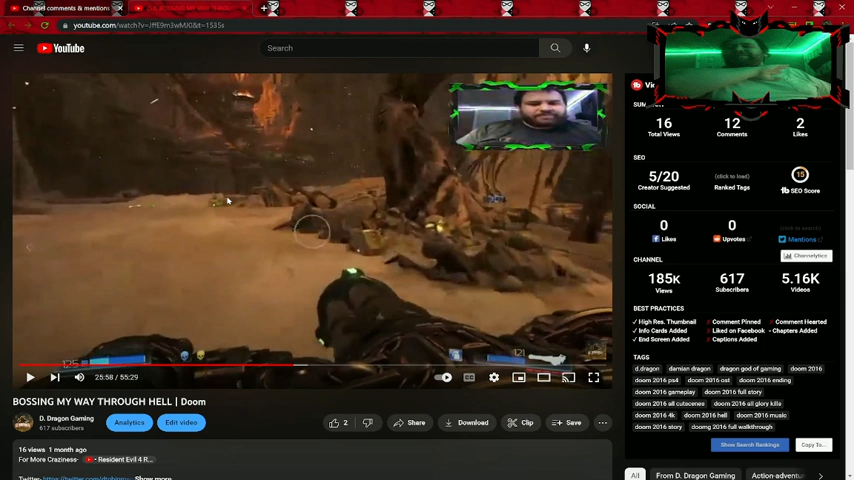 Channel comments & mentions
youtube.com/watch?v=JffE9m3wMJ0&t=1535s
YouTube
Search
16
12
2
Total Views
Comments
Likes
SEO
5/20
(click to load)
15
Creator Suggested
Ranked Tags
tb SEO Score
SOCIAL
0
0
Likes
Upvotes
Mentions
Channelytics
CHANNEL
185K
617
5.16K
Views
Subscribers
Videos
BEST PRACTICES
✓ High Res. Thumbnail
Comment Pinned
Comment Hearted
✓ Info Cards Added
Liked on Facebook
Chapters Added
✓ End Screen Added
Captions Added
TAGS
d.dragon
damian dragon
dragon god of gaming
doom 2016
doom 2016 ps4
doom 2016 ost
doom 2016 ending
doom 2016 gameplay
doom 2016 full story
doom 2016 all cutscenes
doom 2016 all glory kills
doom 2016 4k
doom 2016 hell
doom 2016 music
doom 2016 story
doomg 2016 full walkthrough
Show Search Rankings
Copy To...
125
25:58 / 55:29
CC
BOSSING MY WAY THROUGH HELL | Doom
D. Dragon Gaming
617 subscribers
Analytics
Edit video
2
Share
Download
Clip
Save
16 views 1 month ago
For More Craziness-
• Resident Evil 4 R...
Show more
All
From D. Dragon Gaming